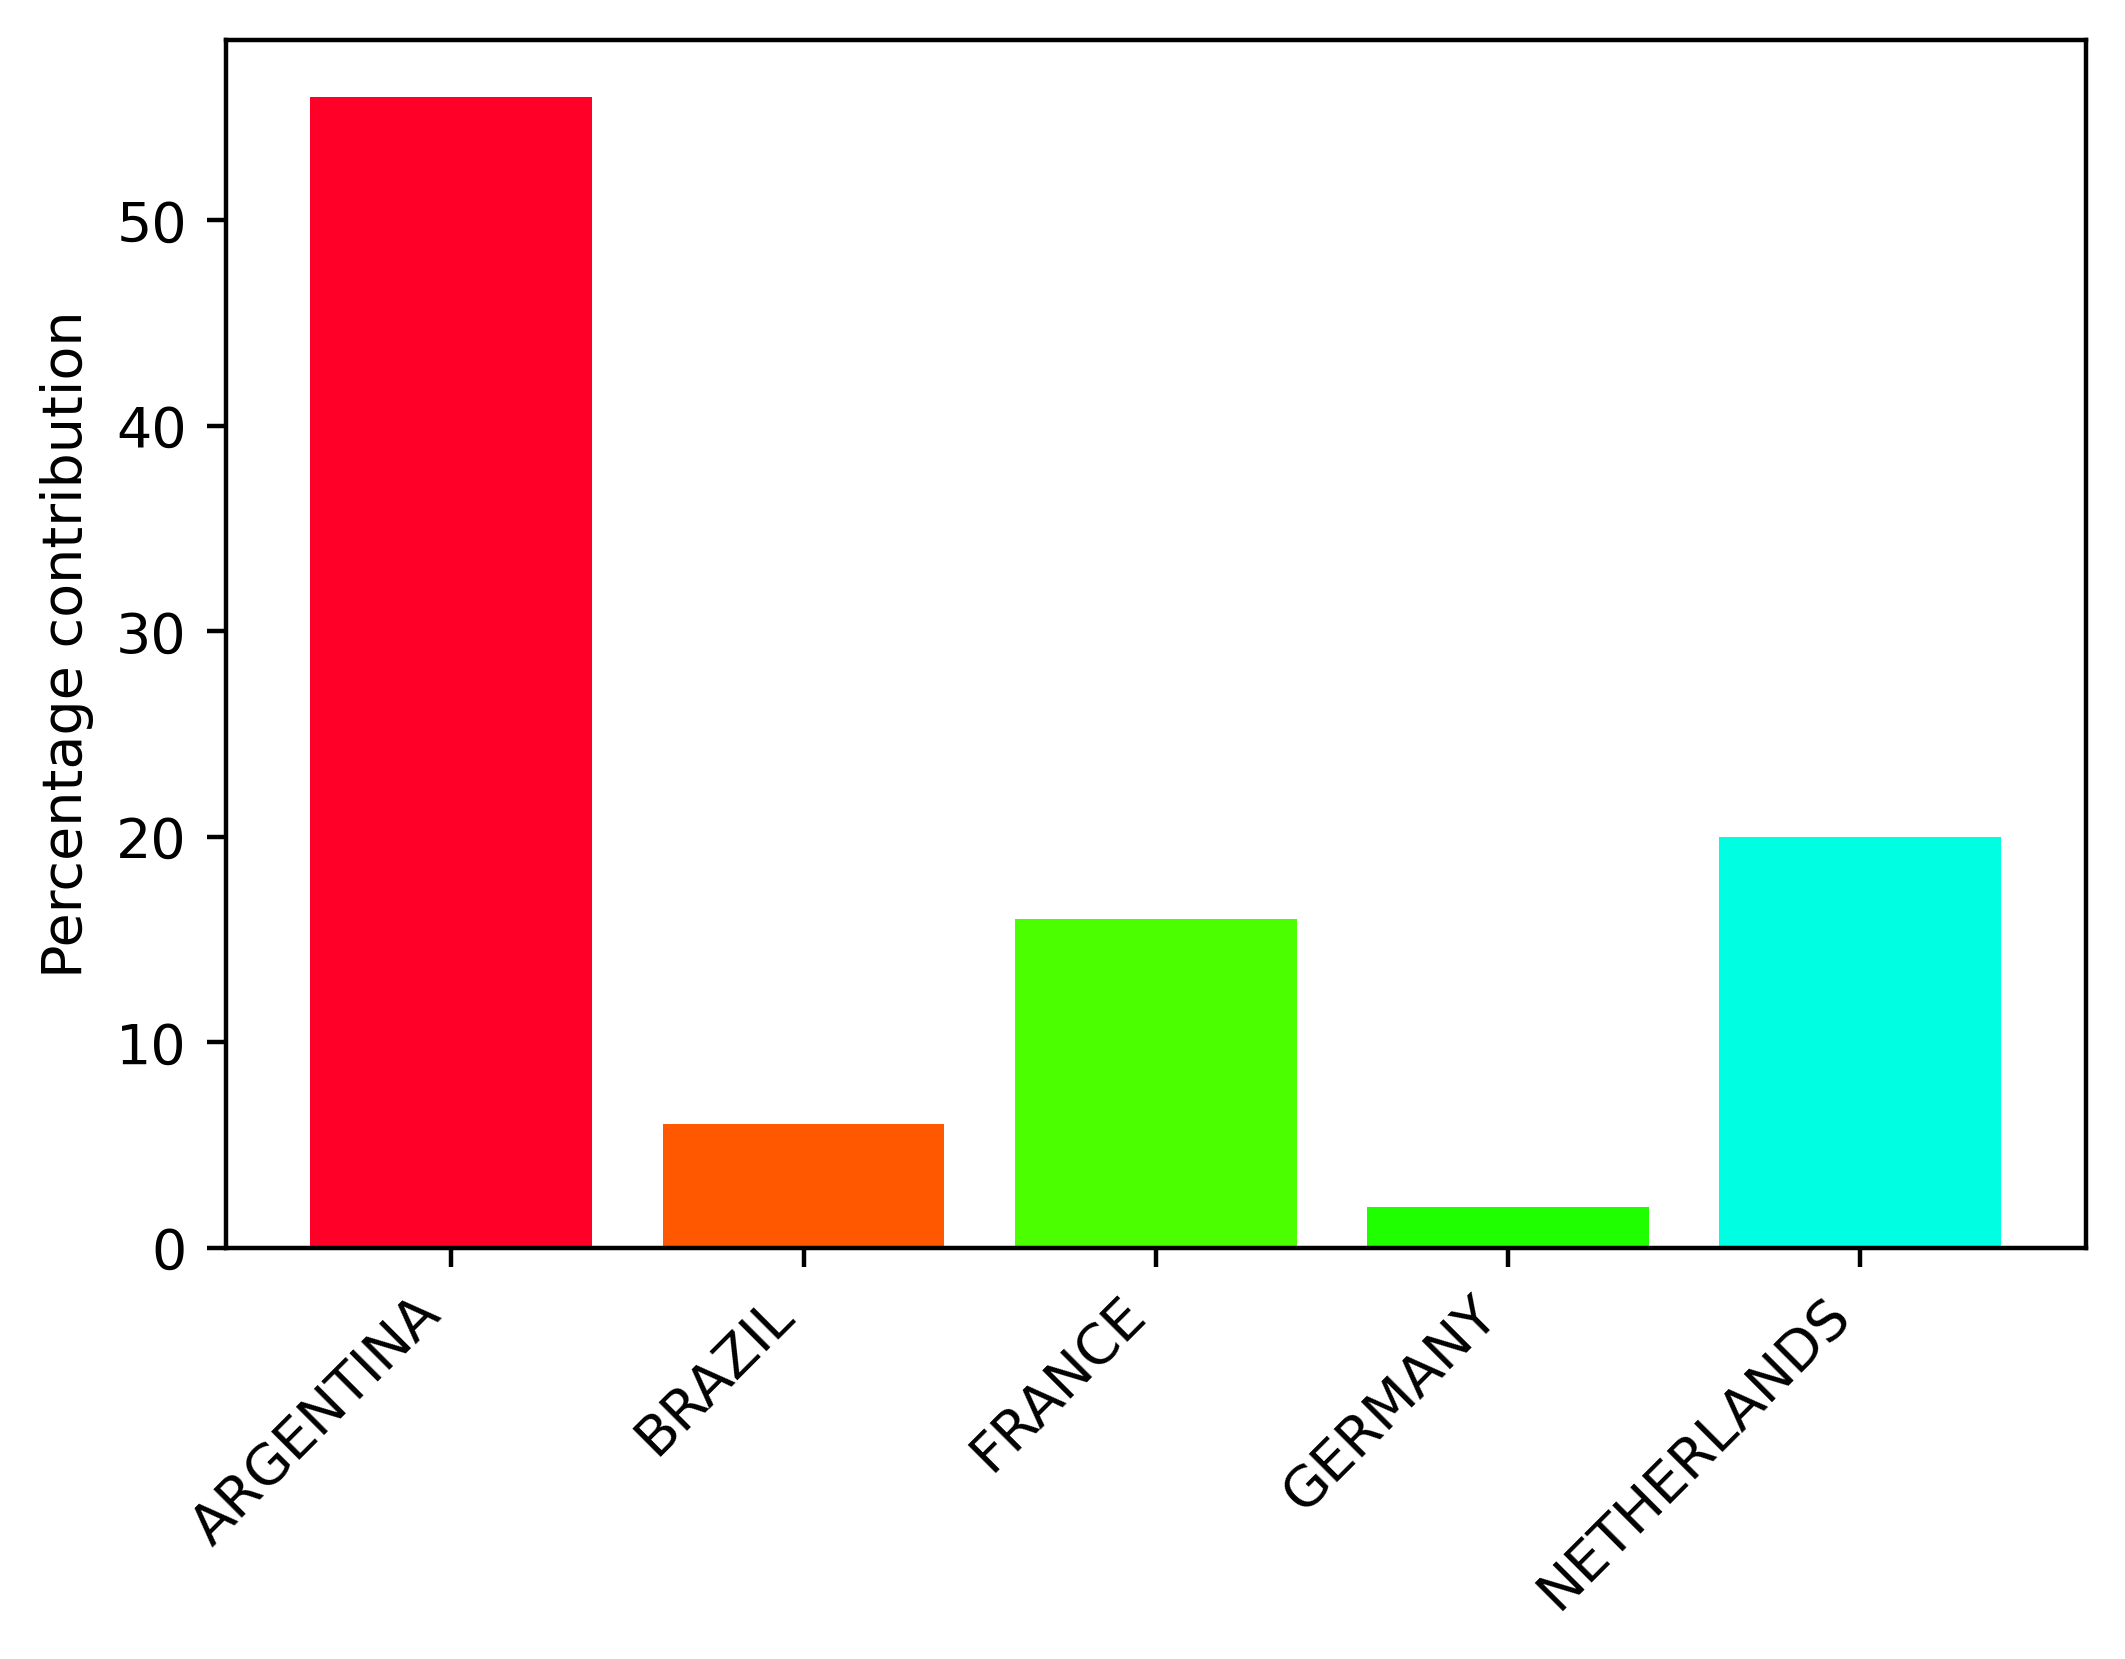 Percentage contribution
50
40
30
20
10
0
ARGENTINA
BRAZIL
FRANCE
GERMANY
NETHERLANDS